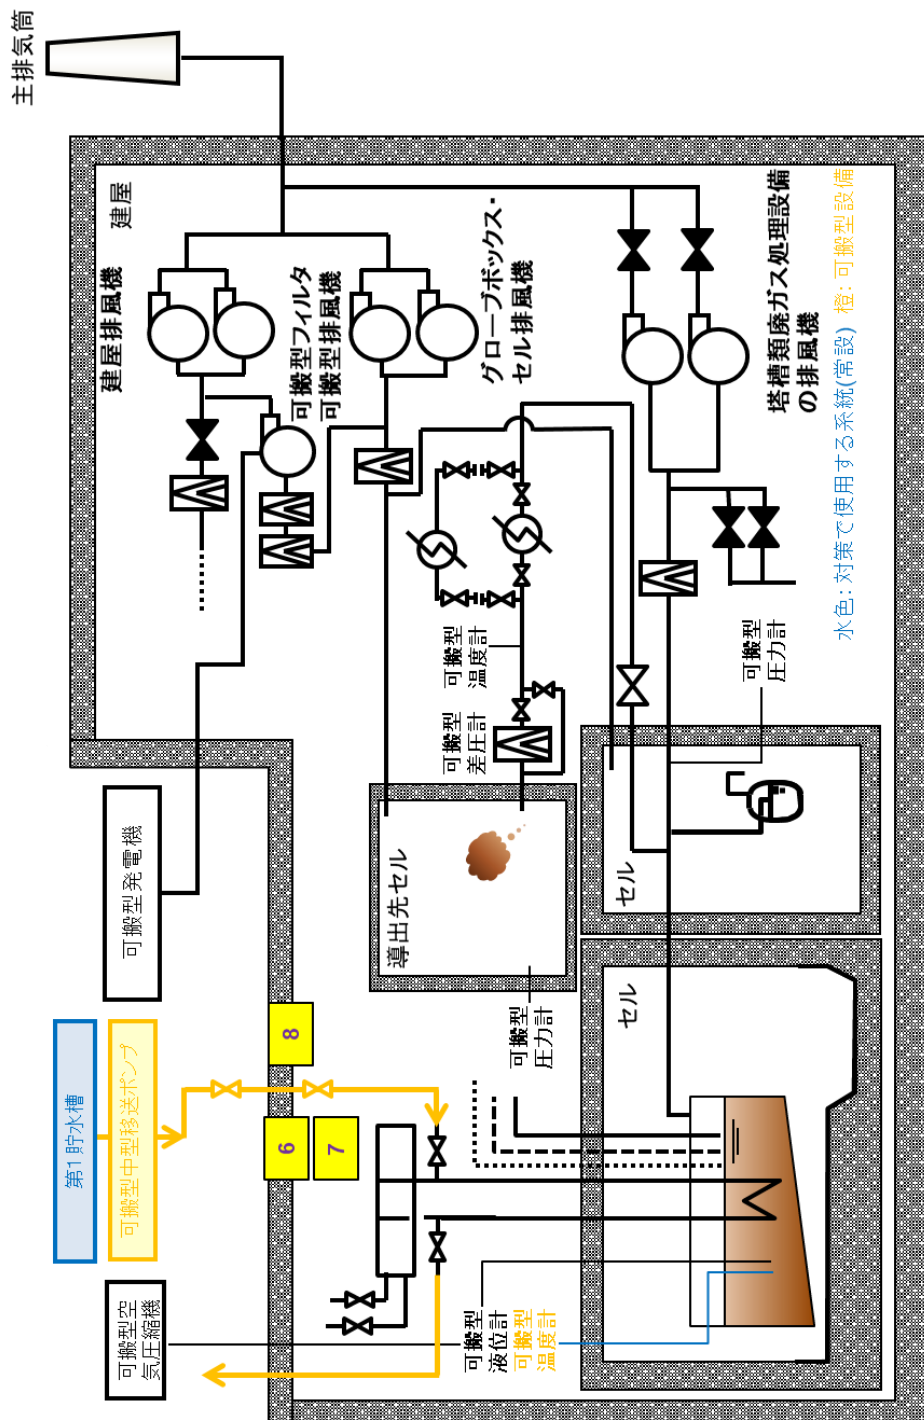 主排気筒
建屋
建屋排風機
可搬型フィルタ
可搬型排風機
グローブボックス・
セル排風機
塔槽類廃ガス処理設備
の排風機
水色:対策で使用する系統(常設) 橙:可搬型設備
可搬型
温度計
可搬型
差圧計
可搬型
圧力計
可搬型発電機
導出先セル
セル
セル
可搬型
圧力計
第1貯水槽
可搬型中型移送ポンプ
8
6
7
可搬型空
気圧縮機
可搬型
液位計
可搬型
温度計